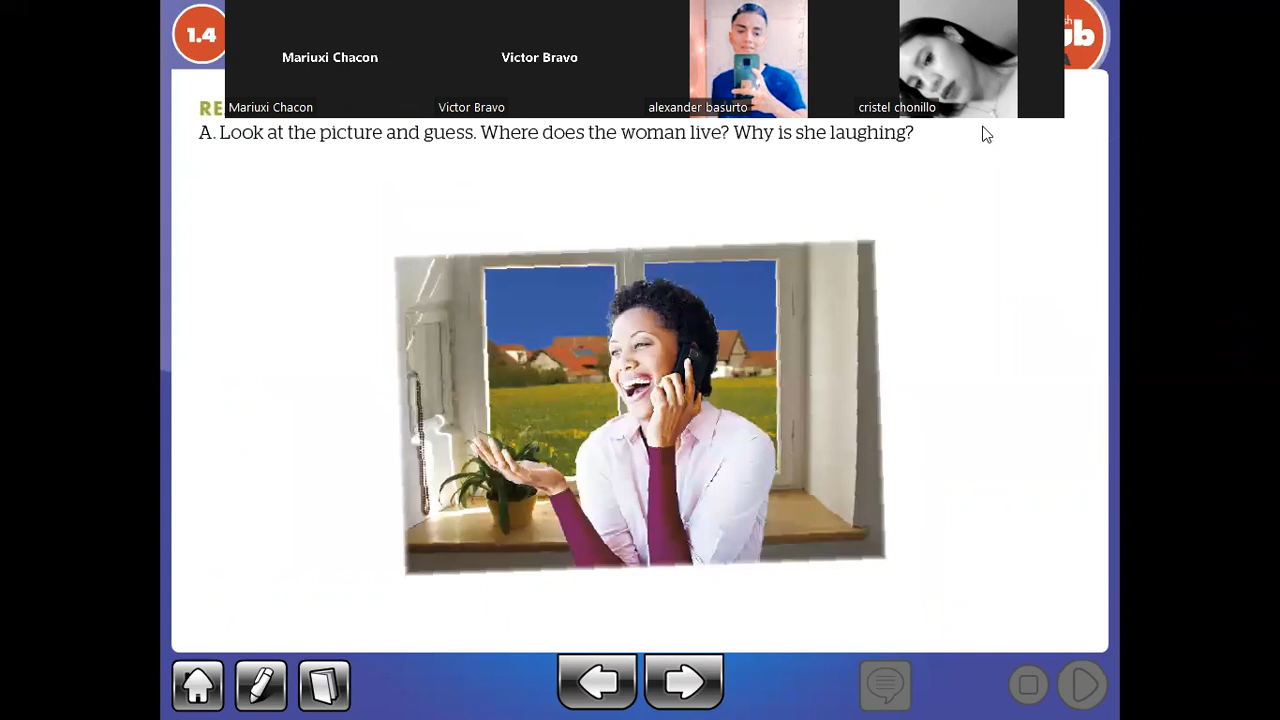 1.4
Mariuxi Chacon
Victor Bravo
Mariuxi Chacon
Victor Bravo
alexander basurto
cristel chonillo
RE
A. Look at the picture and guess. Where does the woman live? Why is she laughing?